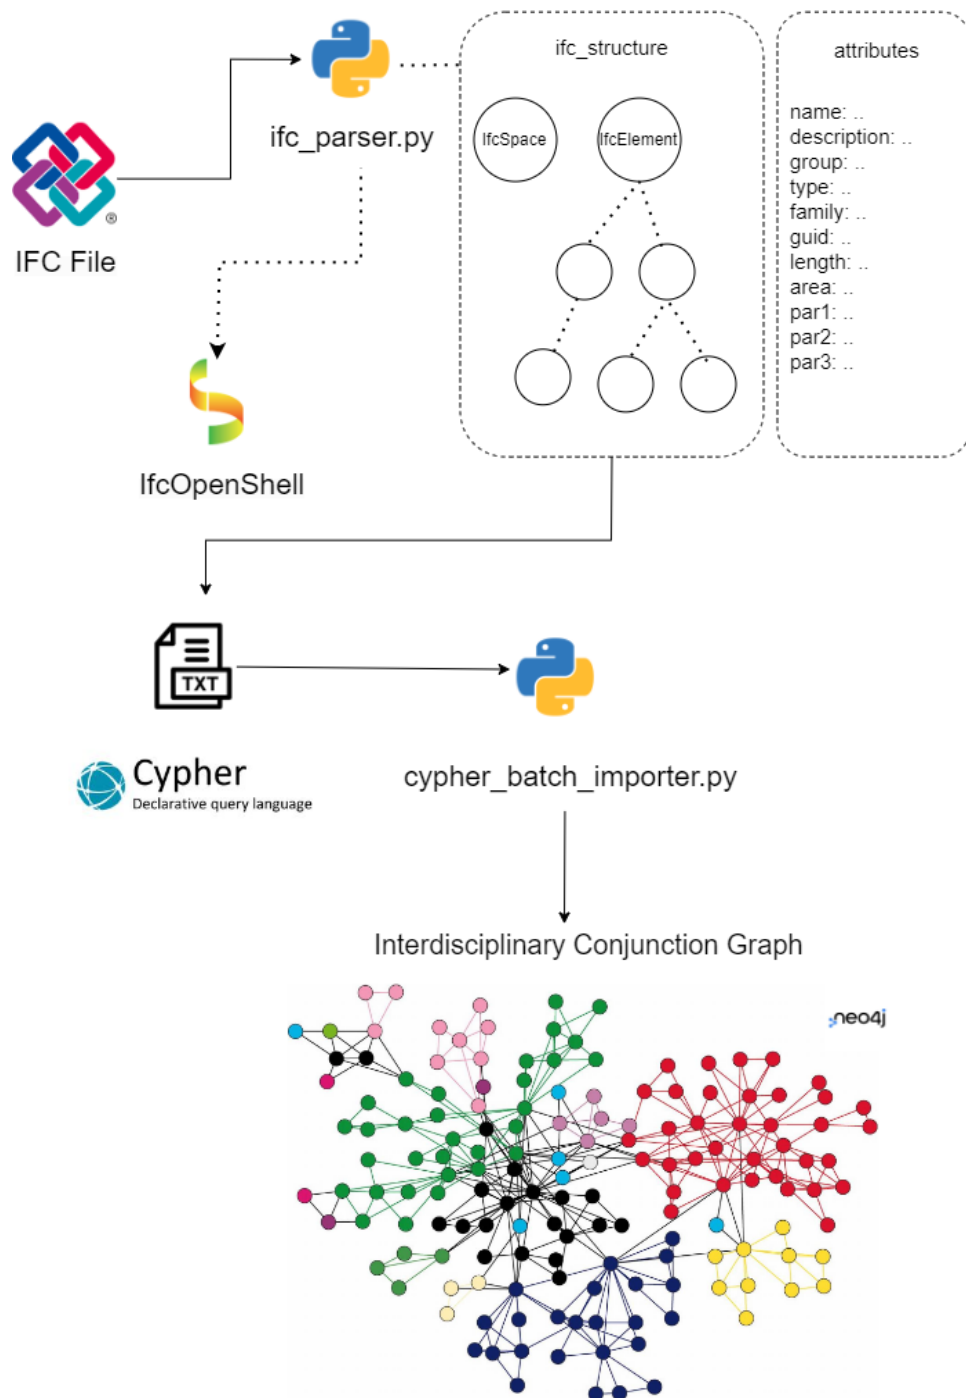 ifc_structure
attributes
ifc_parser.py
IfcSpace
IfcElement
name: ..
description: ..
group: ..
type: ..
family: ..
guid: ..
length: ..
area: ..
par1: ..
par2: ..
par3: ..
®
IFC File
IfcOpenShell
TXT
Cypher
Declarative query language
cypher_batch_importer.py
Interdisciplinary Conjunction Graph
neo4j